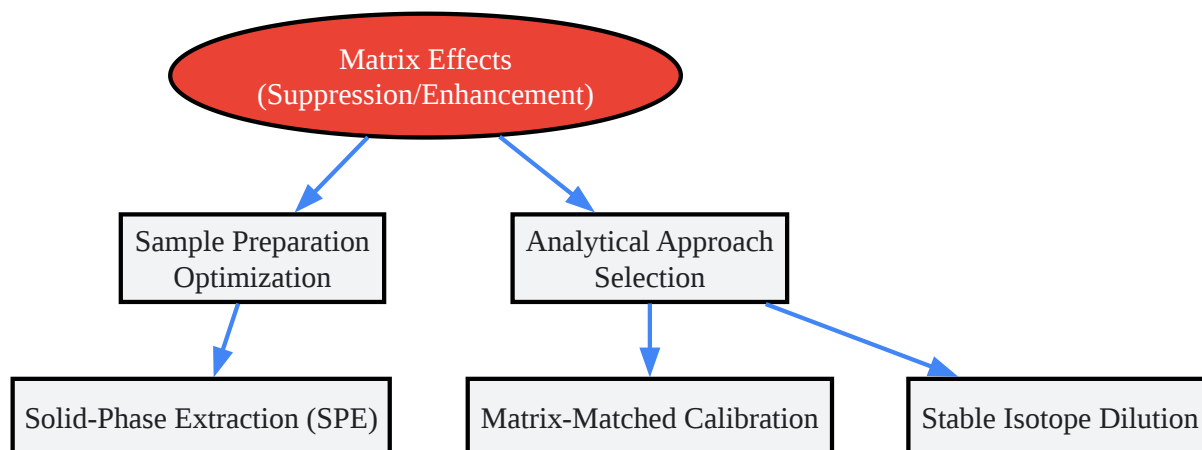 Matrix Effects
(Suppression/Enhancement)
Sample Preparation
Optimization
Analytical Approach
Selection
Solid-Phase Extraction (SPE)
Matrix-Matched Calibration
Stable Isotope Dilution